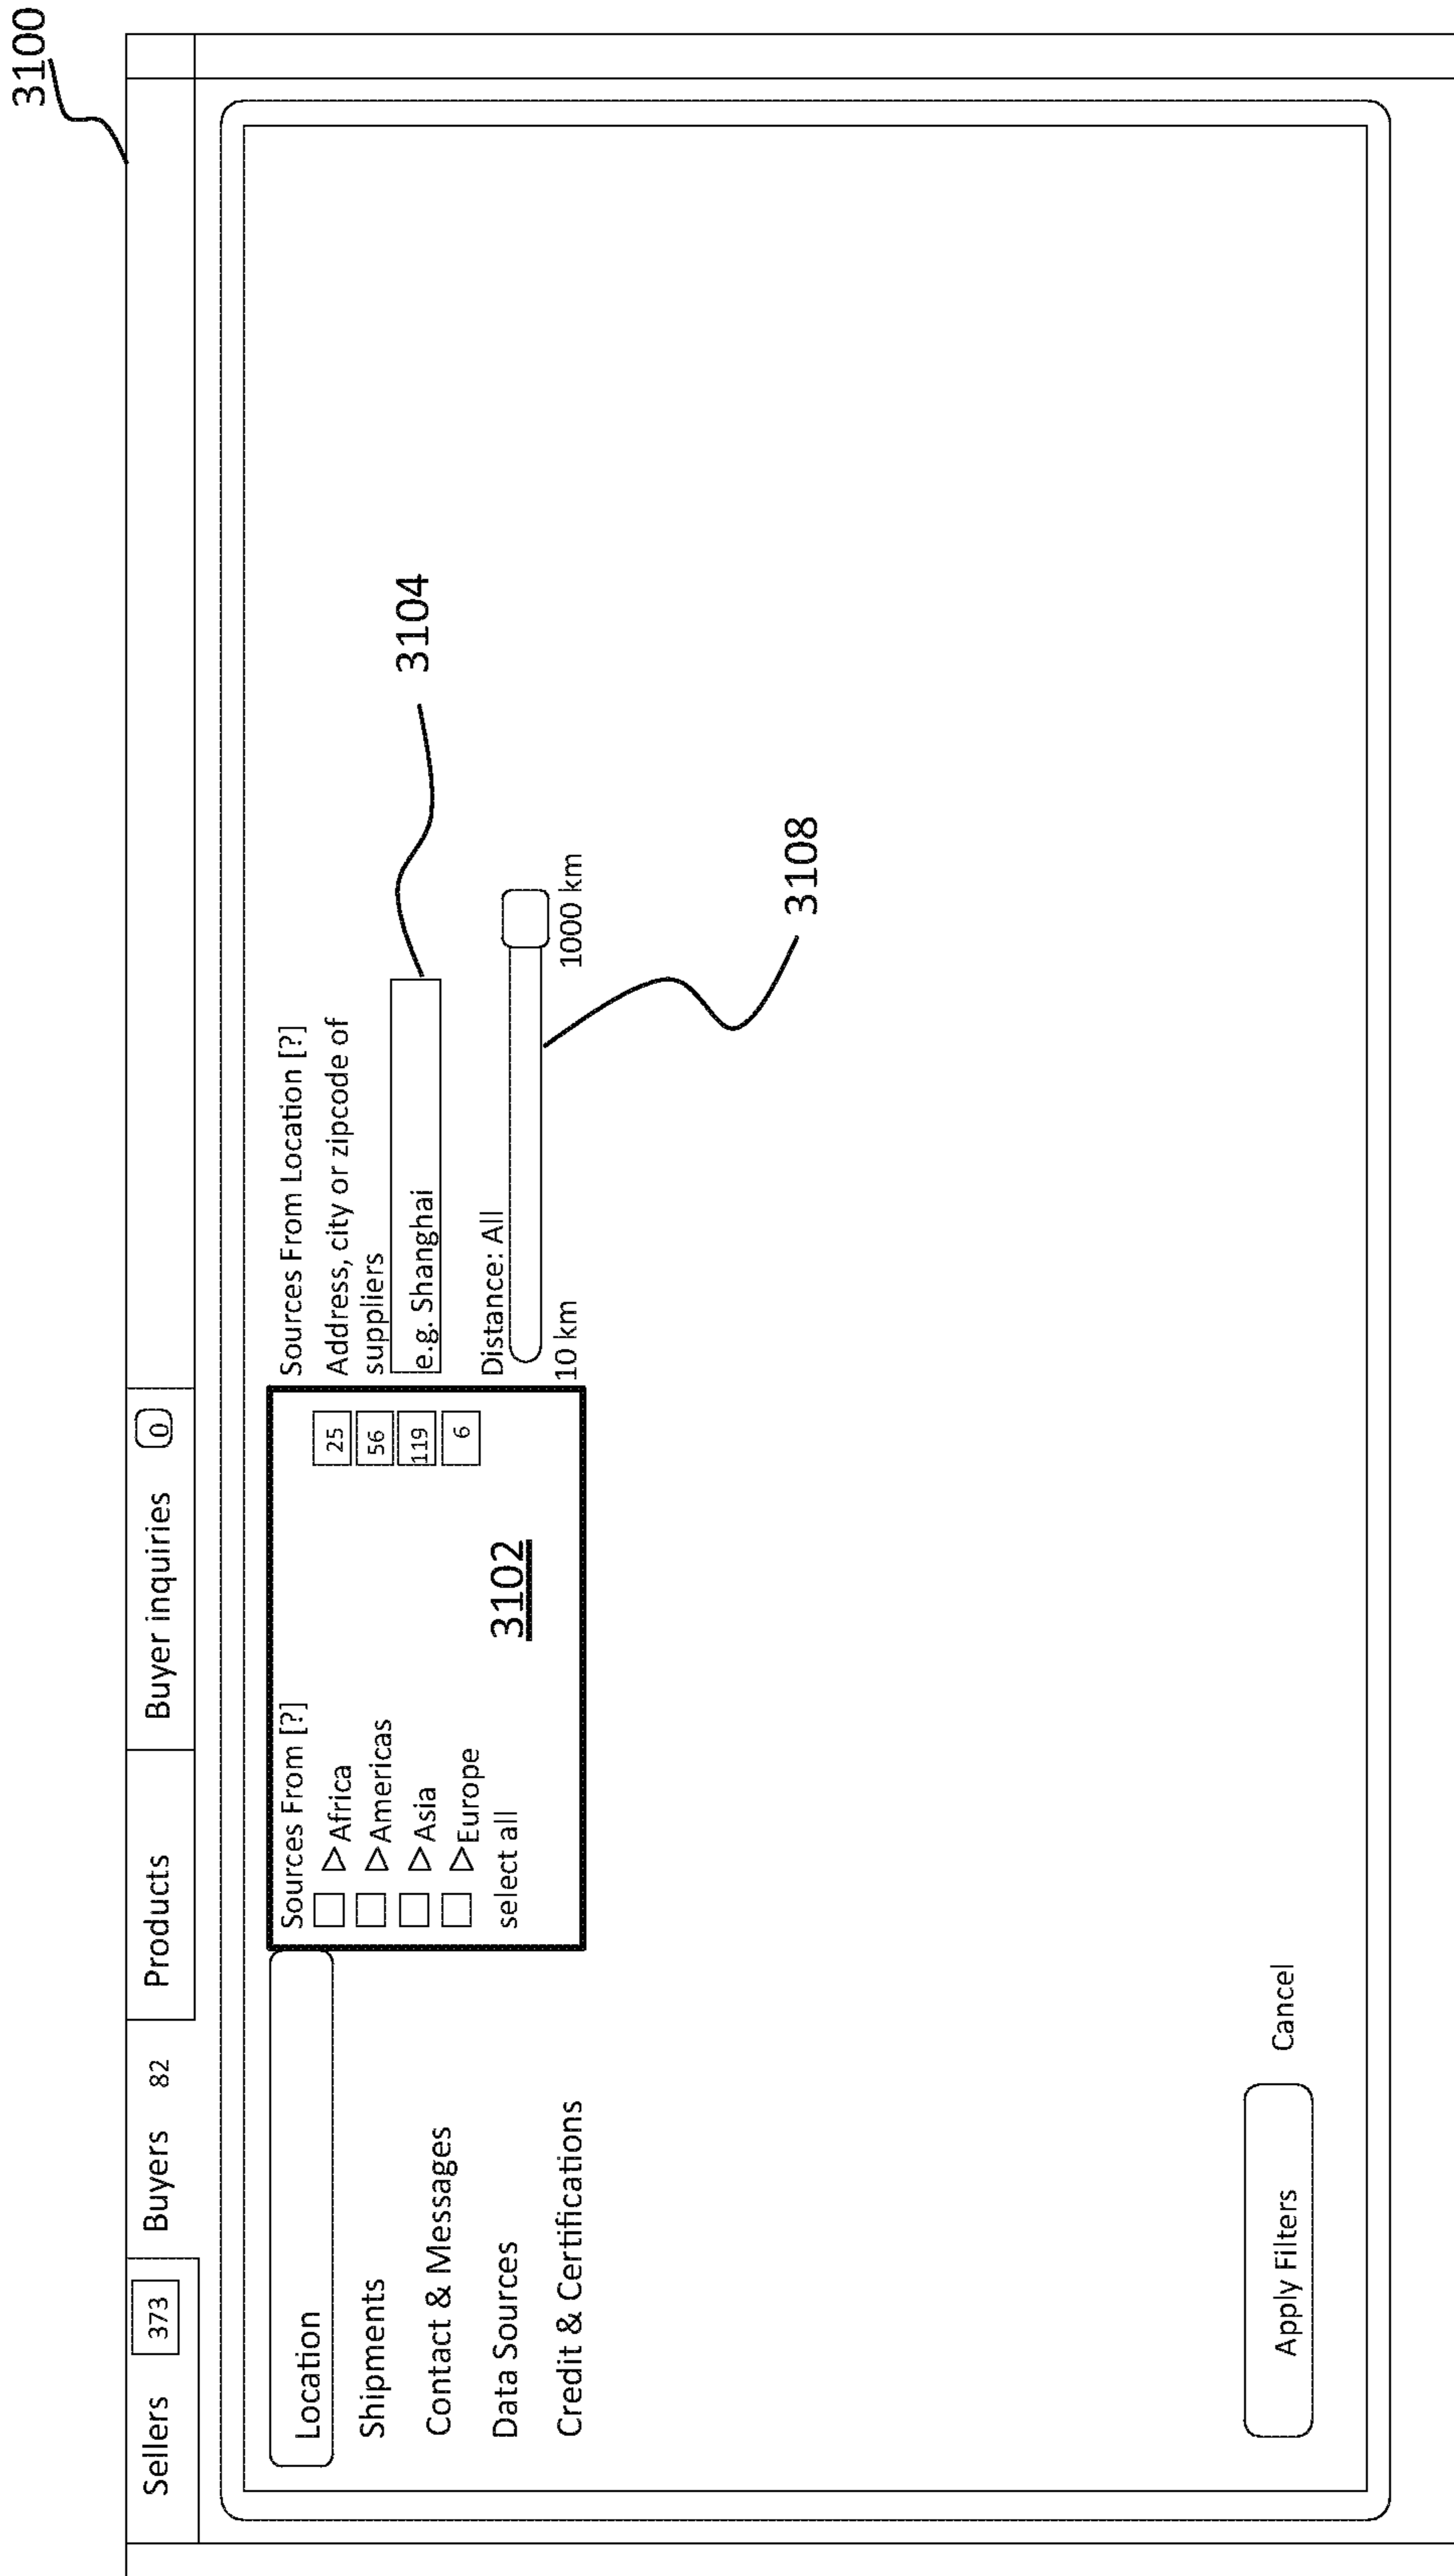 3100
Sellers 373 Buyers 82 Products Buyer inquiries 0
Location
Shipments
Contact & Messages
Data Sources
Credit & Certifications
Sources From [?]
▷Africa 25
▷Americas 56
▷Asia 119
▷Europe 6
select all
3102
Sources From Location [?]
Address, city or zipcode of
suppliers
e.g. Shanghai
3104
Distance: All
10 km 1000 km
3108
Apply Filters Cancel